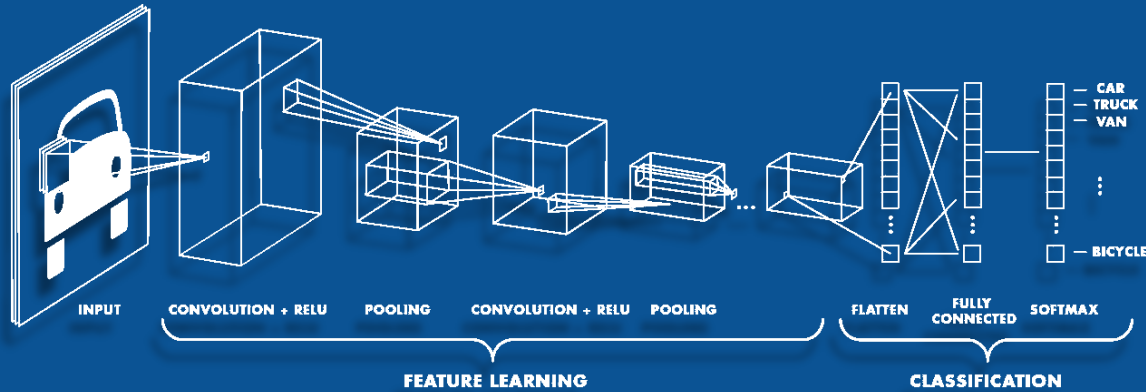 CAR
TRUCK
VAN
BICYCLE
INPUT
CONVOLUTION + RELU
POOLING
CONVOLUTION + RELU
POOLING
FLATTEN
FULLY
CONNECTED
SOFTMAX
FEATURE LEARNING
CLASSIFICATION